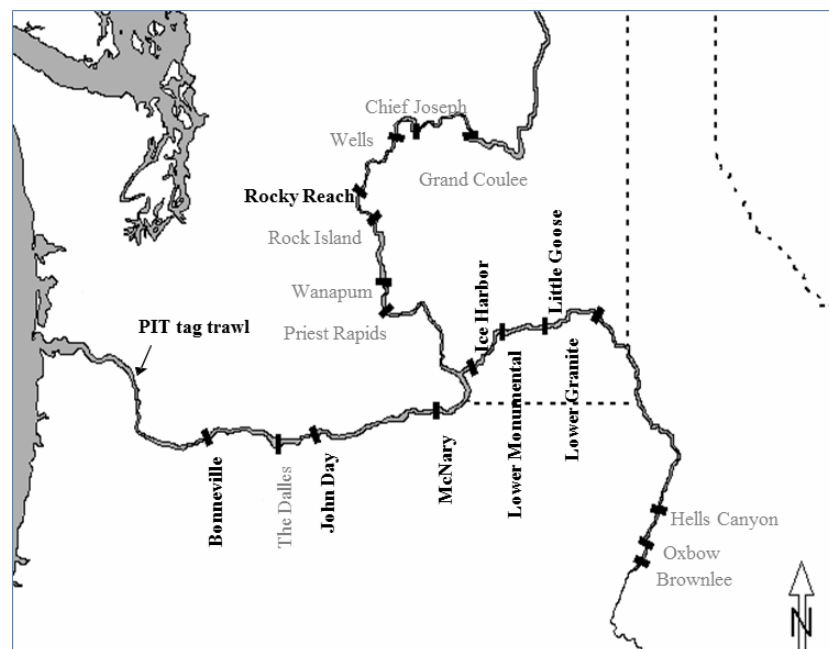 Chief Joseph
Wells
Grand Coulee
Rocky Reach
Rock Island
Wanapum
Priest Rapids
PIT tag trawl
Ice Harbor
Lower Monumental
Little Goose
Lower Granite
Bonneville
The Dalles
John Day
McNary
Hells Canyon
Oxbow
Brownlee
N